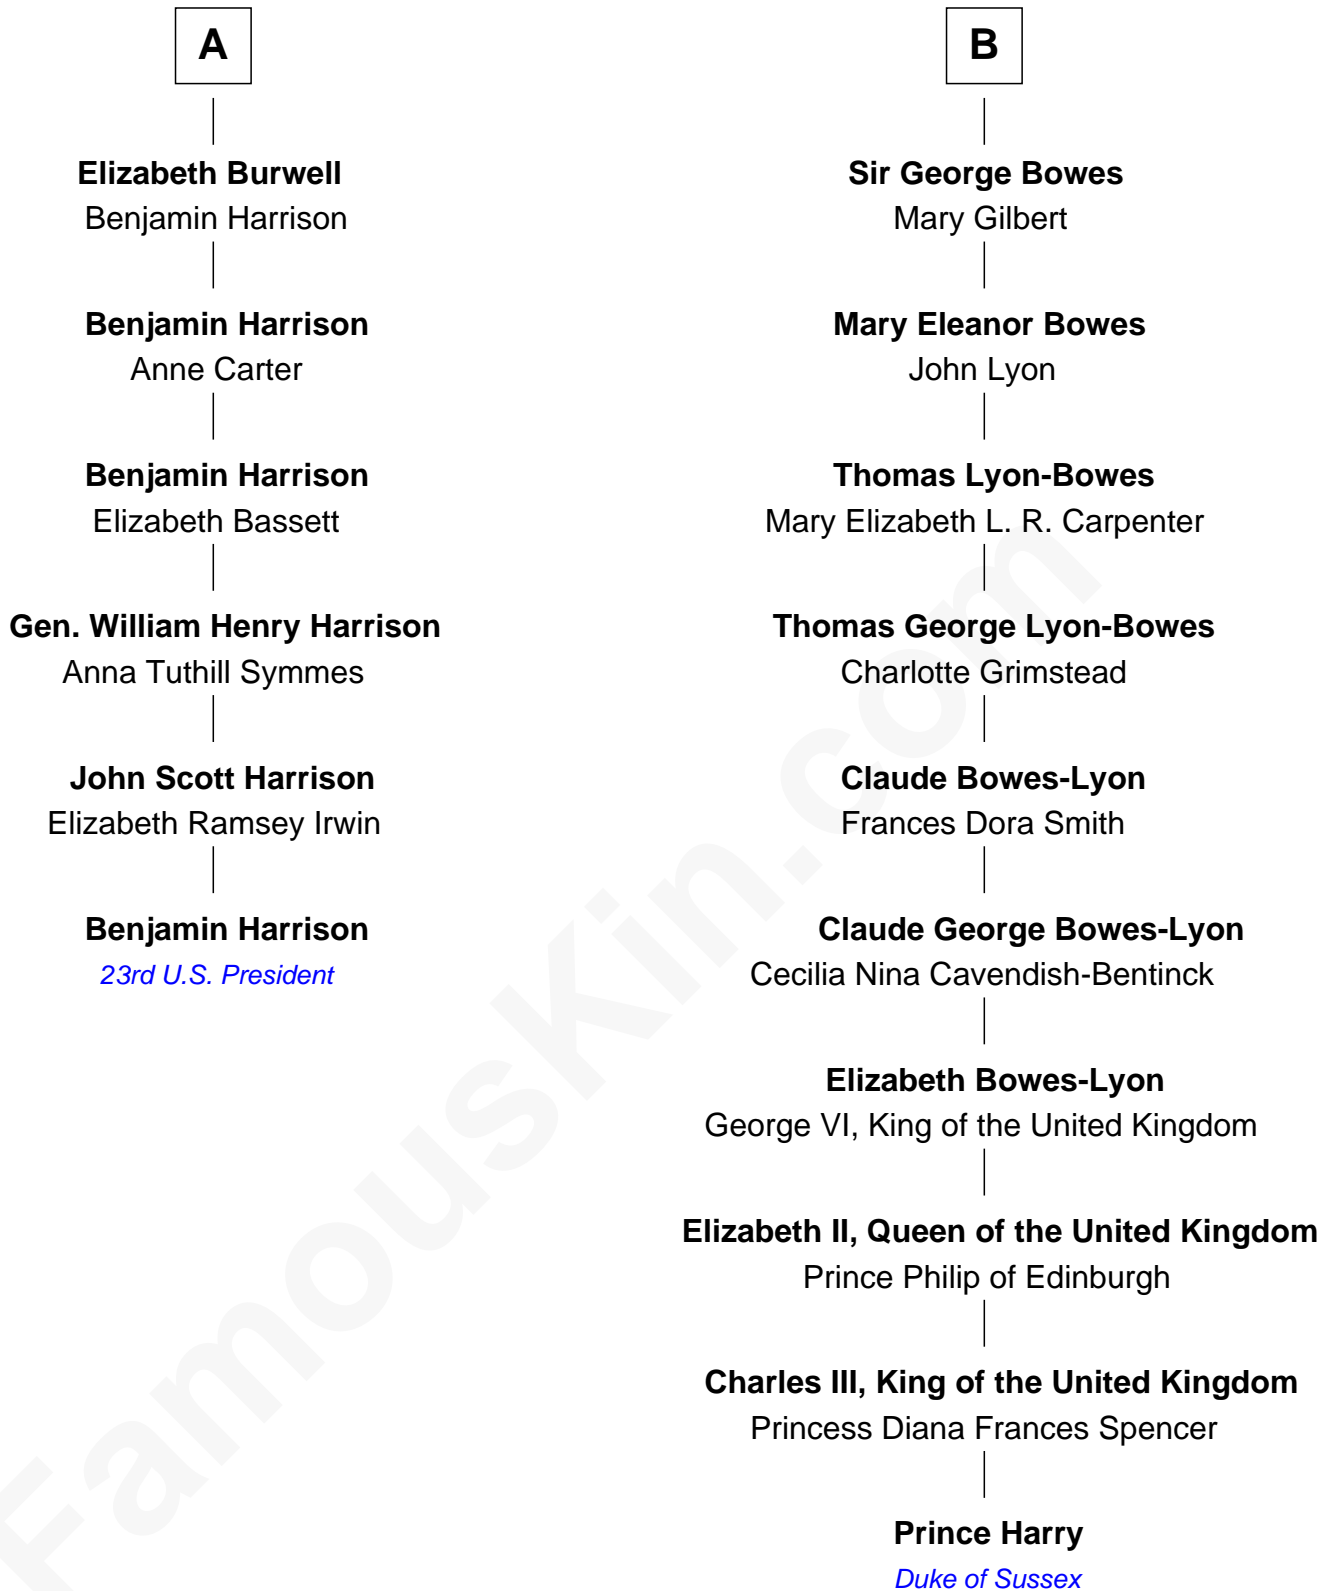 A
Elizabeth Burwell
Benjamin Harrison
Benjamin Harrison
Anne Carter
Benjamin Harrison
Elizabeth Bassett
Gen. William Henry Harrison
Anna Tuthill Symmes
John Scott Harrison
Elizabeth Ramsey Irwin
Benjamin Harrison
23rd U.S. President
B
Sir George Bowes
Mary Gilbert
Mary Eleanor Bowes
John Lyon
Thomas Lyon-Bowes
Mary Elizabeth L. R. Carpenter
Thomas George Lyon-Bowes
Charlotte Grimstead
Claude Bowes-Lyon
Frances Dora Smith
Claude George Bowes-Lyon
Cecilia Nina Cavendish-Bentinck
Elizabeth Bowes-Lyon
George VI, King of the United Kingdom
Elizabeth II, Queen of the United Kingdom
Prince Philip of Edinburgh
Charles III, King of the United Kingdom
Princess Diana Frances Spencer
Prince Harry
Duke of Sussex
FamousKin.com